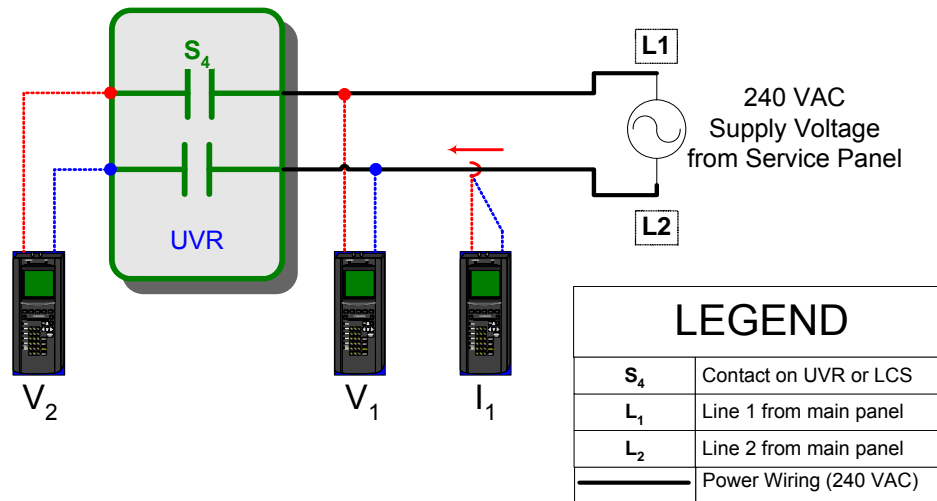 S4
L1
240 VAC
Supply Voltage
from Service Panel
L2
UVR
V2
V1
I1
LEGEND
S4 Contact on UVR or LCS
L1 Line 1 from main panel
L2 Line 2 from main panel
Power Wiring (240 VAC)